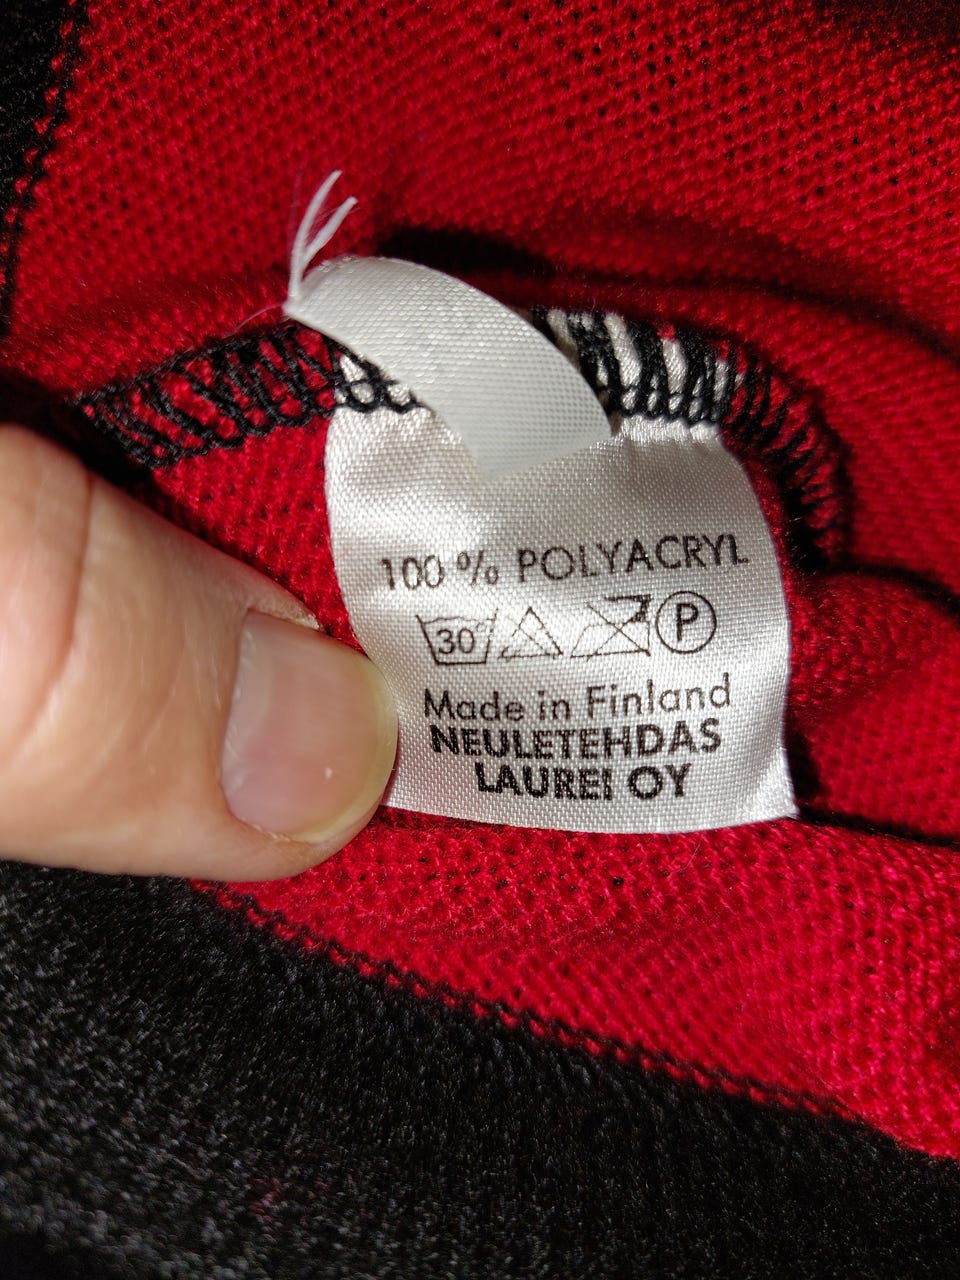 100 % POLYACRYL
30° P
Made in Finland
NEULETEHDAS
LAUREI OY